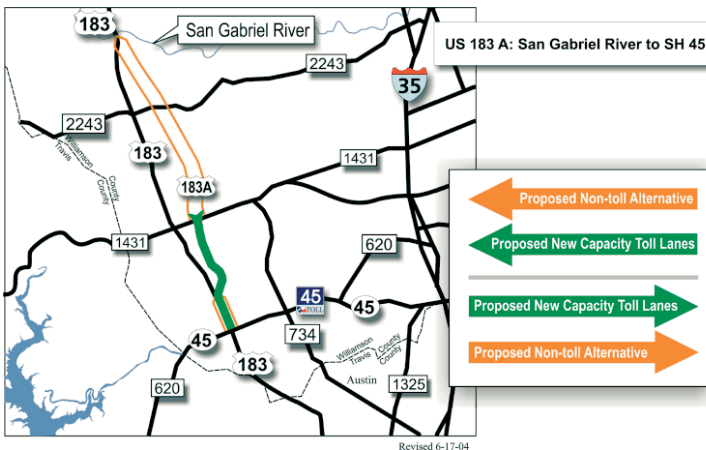 183
San Gabriel River
US 183 A: San Gabriel River to SH 45
2243
35
2243
183
Williamson County
Travis County
1431
183A
Proposed Non-toll Alternative
1431
620
Proposed New Capacity Toll Lanes
45
TOLL
45
Proposed New Capacity Toll Lanes
45
734
Williamson County
Travis County
183
Proposed Non-toll Alternative
620
Austin
1325
Revised 6-17-04